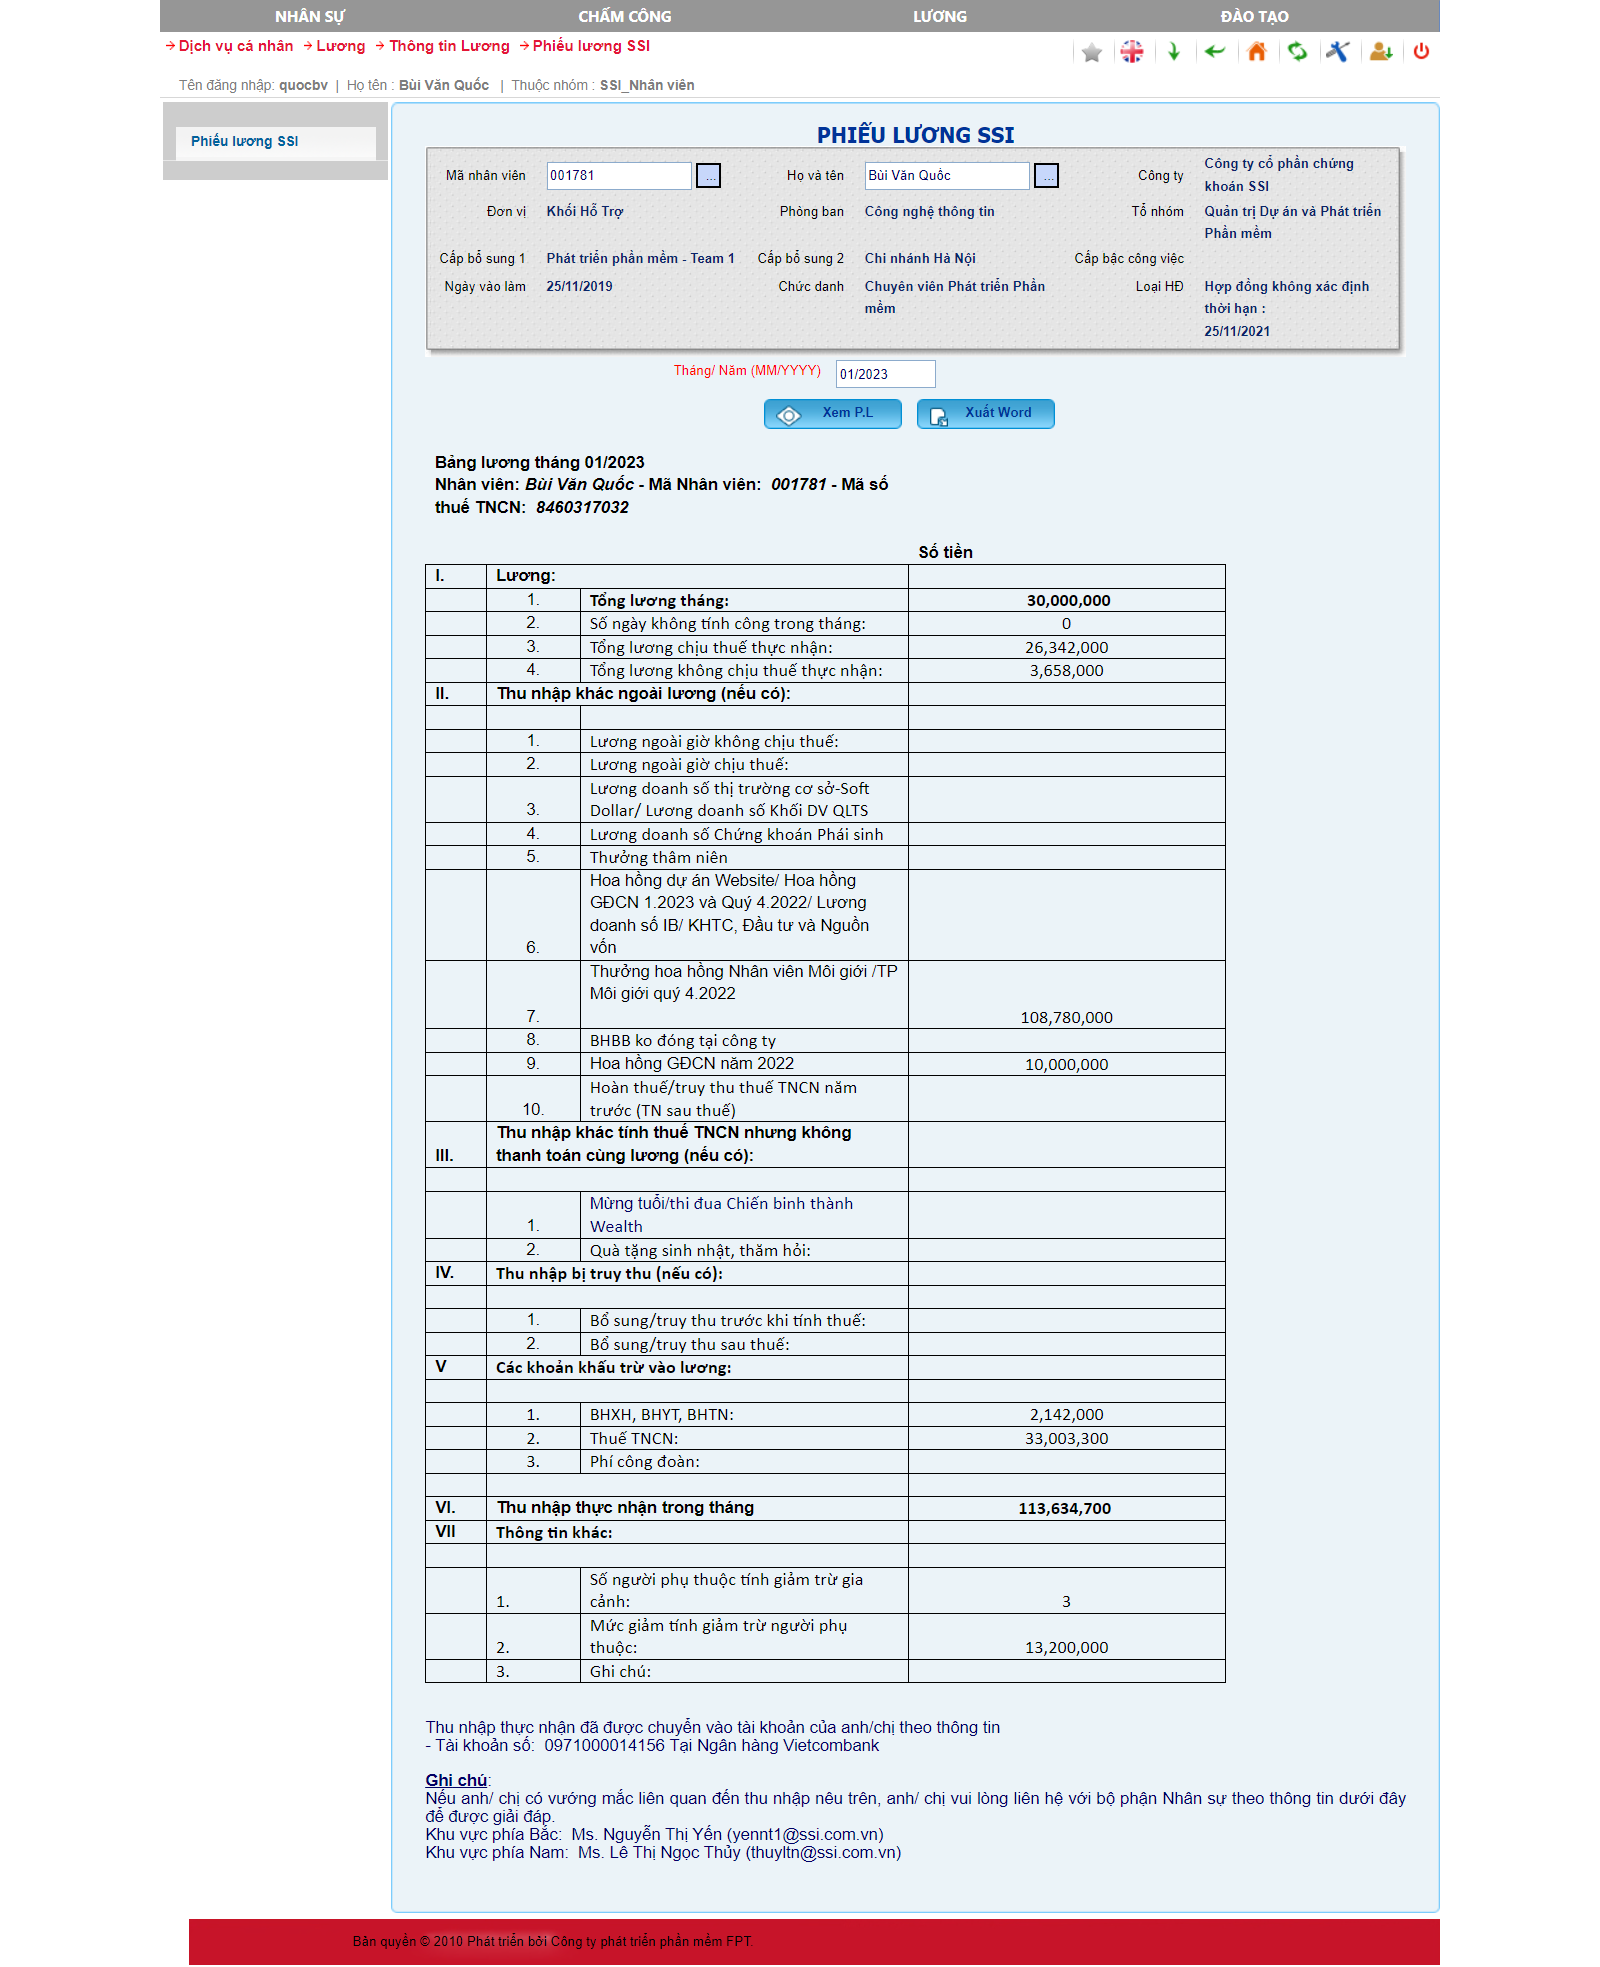 NHÂN SỰ CHẤM CÔNG LƯƠNG ĐÀO TẠO
Dịch vụ cá nhân Lương Thông tin Lương Phiếu lương SSI
Tên đăng nhập: quocbv | Họ tên : Bùi Văn Quốc | Thuộc nhóm : SSI_Nhân viên
Phiếu lương SSI
PHIẾU LƯƠNG SSI
Mã nhân viên 001781 ... Họ và tên Bùi Văn Quốc ... Công ty Công ty cổ phần chứng
khoán SSI
Đơn vị Khối Hỗ Trợ Phòng ban Công nghệ thông tin Tổ nhóm Quản trị Dự án và Phát triển
Phần mềm
Cấp bổ sung 1 Phát triển phần mềm - Team 1 Cấp bổ sung 2 Chi nhánh Hà Nội Cấp bậc công việc
Ngày vào làm 25/11/2019 Chức danh Chuyên viên Phát triển Phần Loại HĐ Hợp đồng không xác định
mềm thời hạn :
25/11/2021
Tháng/ Năm (MM/YYYY) 01/2023
Xem P.L Xuất Word
Bảng lương tháng 01/2023
Nhân viên: Bùi Văn Quốc - Mã Nhân viên: 001781 - Mã số
thuế TNCN: 8460317032
Số tiền
I. Lương:
1. Tổng lương tháng: 30,000,000
2. Số ngày không tính công trong tháng: 0
3. Tổng lương chịu thuế thực nhận: 26,342,000
4. Tổng lương không chịu thuế thực nhận: 3,658,000
II. Thu nhập khác ngoài lương (nếu có):
1. Lương ngoài giờ không chịu thuế:
2. Lương ngoài giờ chịu thuế:
Lương doanh số thị trường cơ sở-Soft
3. Dollar/ Lương doanh số Khối DV QLTS
4. Lương doanh số Chứng khoán Phái sinh
5. Thưởng thâm niên
Hoa hồng dự án Website/ Hoa hồng
GĐCN 1.2023 và Quý 4.2022/ Lương
doanh số IB/ KHTC, Đầu tư và Nguồn
6. vốn
Thưởng hoa hồng Nhân viên Môi giới /TP
Môi giới quý 4.2022
7. 108,780,000
8. BHBB ko đóng tại công ty
9. Hoa hồng GĐCN năm 2022 10,000,000
Hoàn thuế/truy thu thuế TNCN năm
10. trước (TN sau thuế)
Thu nhập khác tính thuế TNCN nhưng không
III. thanh toán cùng lương (nếu có):
Mừng tuổi/thi đua Chiến binh thành
1. Wealth
2. Quà tặng sinh nhật, thăm hỏi:
IV. Thu nhập bị truy thu (nếu có):
1. Bổ sung/truy thu trước khi tính thuế:
2. Bổ sung/truy thu sau thuế:
V Các khoản khấu trừ vào lương:
1. BHXH, BHYT, BHTN: 2,142,000
2. Thuế TNCN: 33,003,300
3. Phí công đoàn:
VI. Thu nhập thực nhận trong tháng 113,634,700
VII Thông tin khác:
Số người phụ thuộc tính giảm trừ gia
1. cảnh: 3
Mức giảm tính giảm trừ người phụ
2. thuộc: 13,200,000
3. Ghi chú:
Thu nhập thực nhận đã được chuyển vào tài khoản của anh/chị theo thông tin
- Tài khoản số: 0971000014156 Tại Ngân hàng Vietcombank
Ghi chú:
Nếu anh/ chị có vướng mắc liên quan đến thu nhập nêu trên, anh/ chị vui lòng liên hệ với bộ phận Nhân sự theo thông tin dưới đây
để được giải đáp.
Khu vực phía Bắc: Ms. Nguyễn Thị Yến (yennt1@ssi.com.vn)
Khu vực phía Nam: Ms. Lê Thị Ngọc Thủy (thuyltn@ssi.com.vn)
Bản quyền © 2010 Phát triển bởi Công ty phát triển phần mềm FPT.